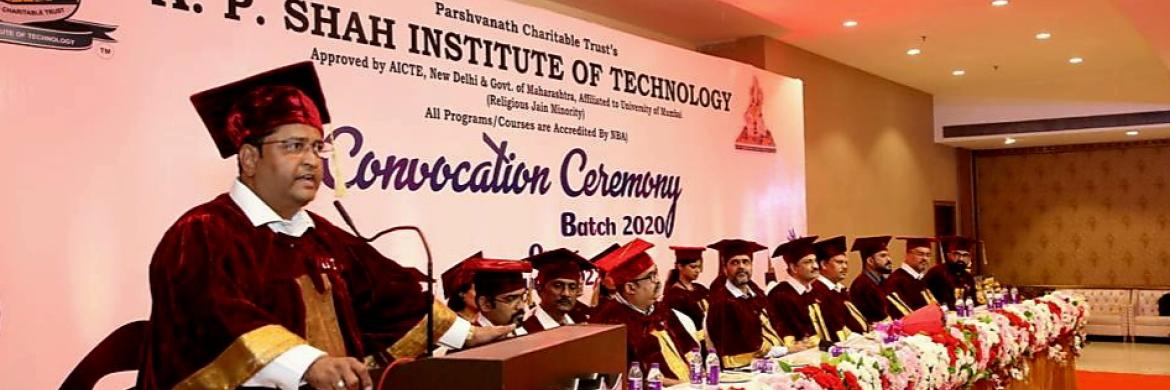 CHARITABLE TRUST
TE OF TECHNOLOGY
TM
Parshvanath Charitable Trust's
P. SHAH INSTITUTE OF TECHNOLOGY
Approved by AICTE, New Delhi & Govt. of Maharashtra, Affiliated to University of Mumbai
(Religious Jain Minority)
All Programs/Courses are Accredited By NBA)
Convocation Ceremony
Batch 2020